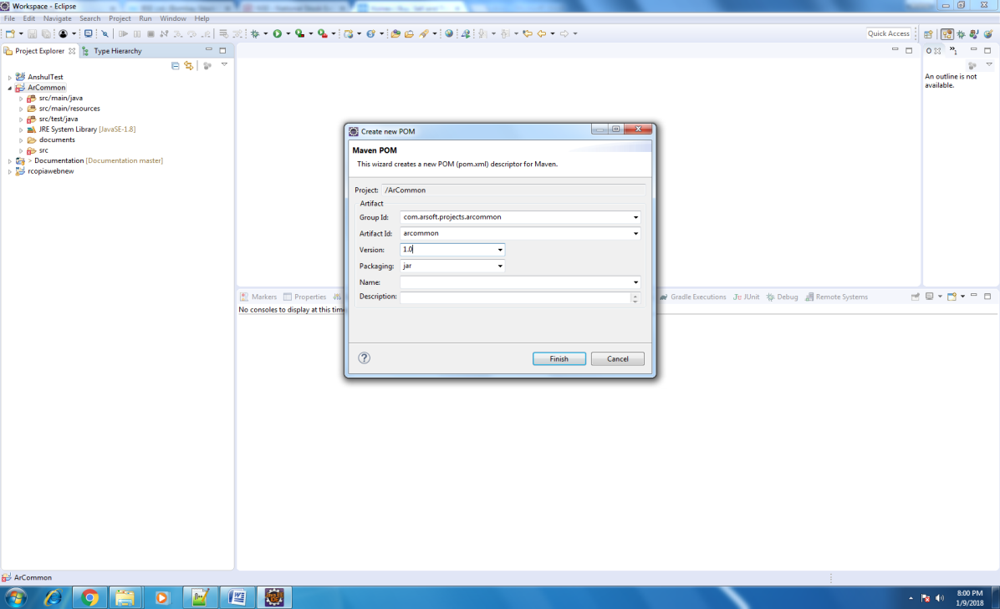 Workspace - Eclipse
File Edit Navigate Search Project Run Window Help
Quick Access
Project Explorer Type Hierarchy
AnshulTest
ArCommon
src/main/java
src/main/resources
src/test/java
JRE System Library [JavaSE-1.8]
documents
src
> Documentation [Documentation master]
rcopiawebnew
An outline is not
available.
Create new POM
Maven POM
This wizard creates a new POM (pom.xml) descriptor for Maven.
Project: /ArCommon
Artifact
Group Id: com.arsoft.projects.arcommon
Artifact Id: arcommon
Version: 1.0
Packaging: jar
Name:
Description:
Finish Cancel
Markers Properties Gradle Executions Ju JUnit Debug Remote Systems
No consoles to display at this time
ArCommon
8:00 PM
1/9/2018